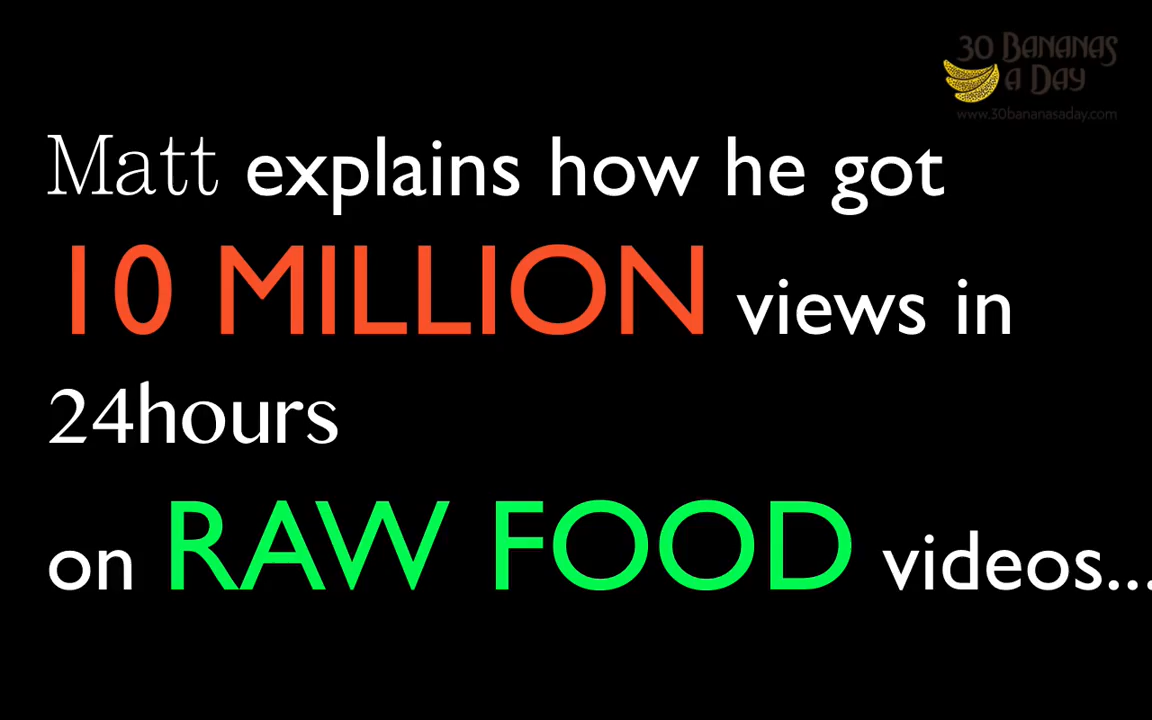 30 BANANAS
A DAY
www.30bananasaday.com
Matt explains how he got
10 MILLION views in
24hours
on RAW FOOD videos...